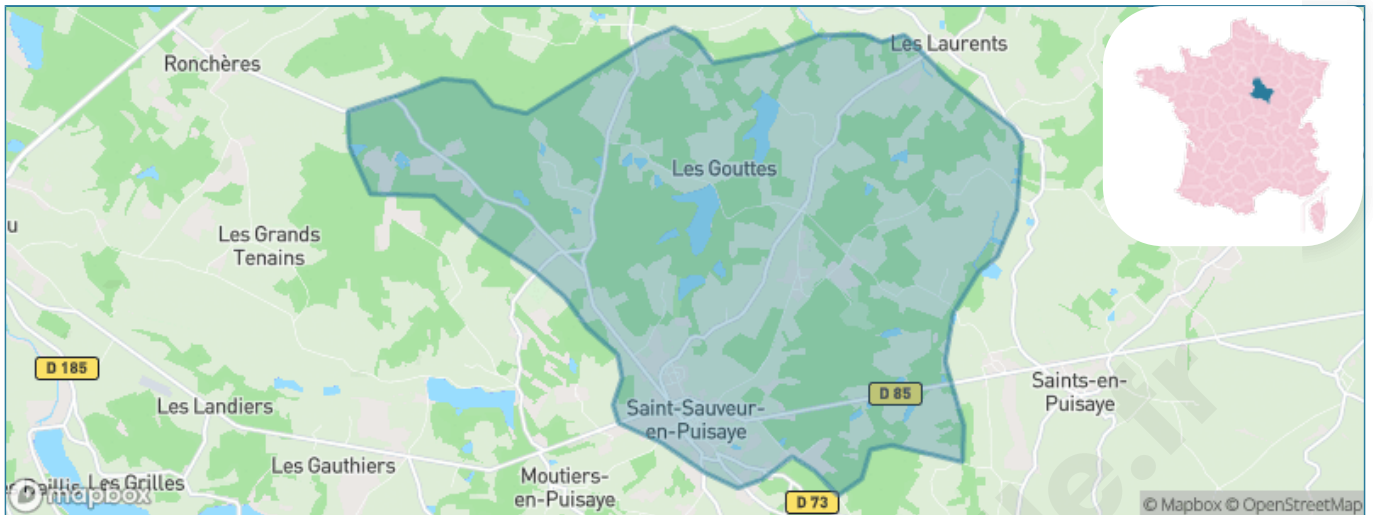 Ronchères
Les Laurents
Les Gouttes
u
Les Grands
Tenains
D 185
Les Landiers
D 85
Saint-Sauveur-
en-Puisaye
Saints-en-
Puisaye
Les Gauthiers
Moutiers-
en-Puisaye
Les Grilles
mapbox
D 73
© Mapbox © OpenStreetMap